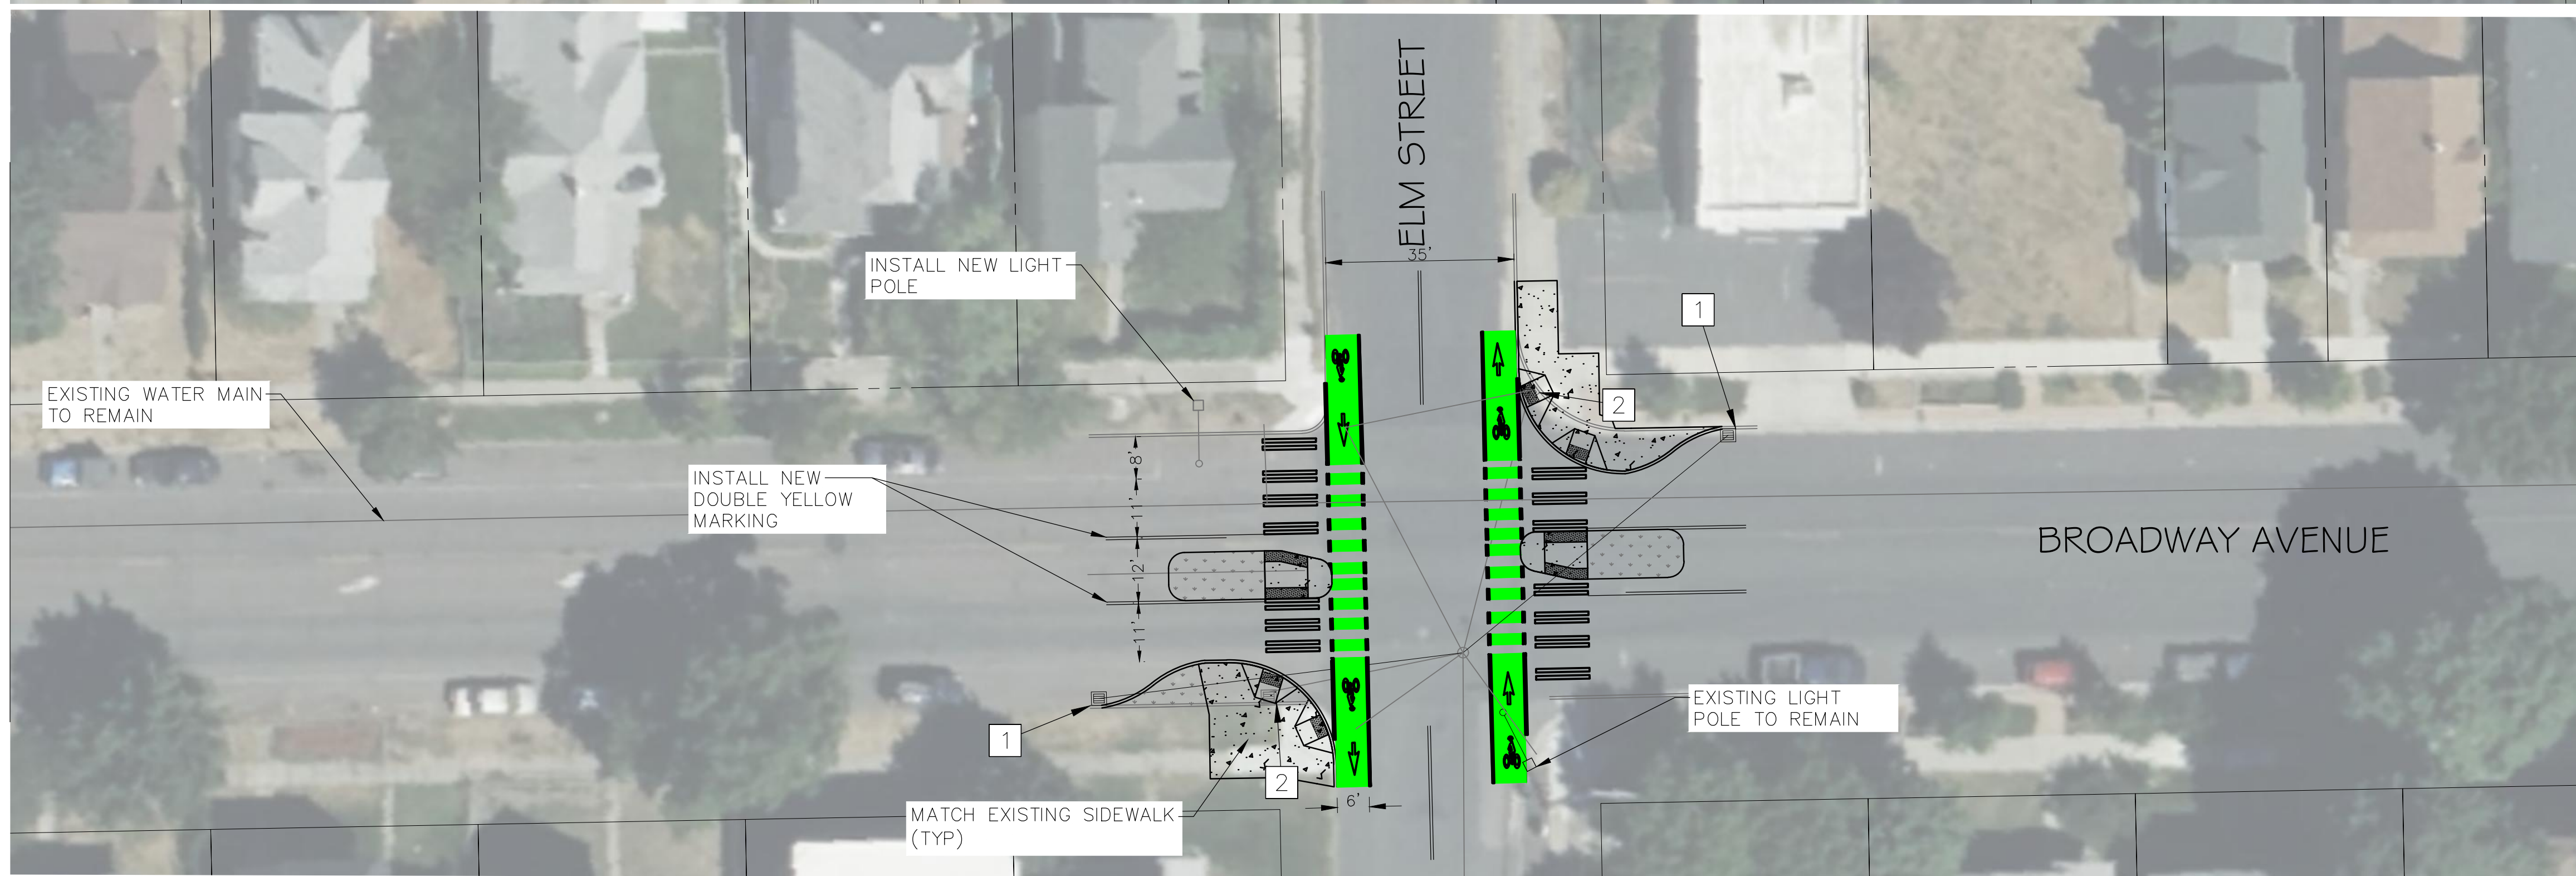 ELM STREET
35'
INSTALL NEW LIGHT
POLE
1
2
EXISTING WATER MAIN
TO REMAIN
8'
11'
12'
11'
INSTALL NEW
DOUBLE YELLOW
MARKING
BROADWAY AVENUE
EXISTING LIGHT
POLE TO REMAIN
1
2
6'
MATCH EXISTING SIDEWALK
(TYP)